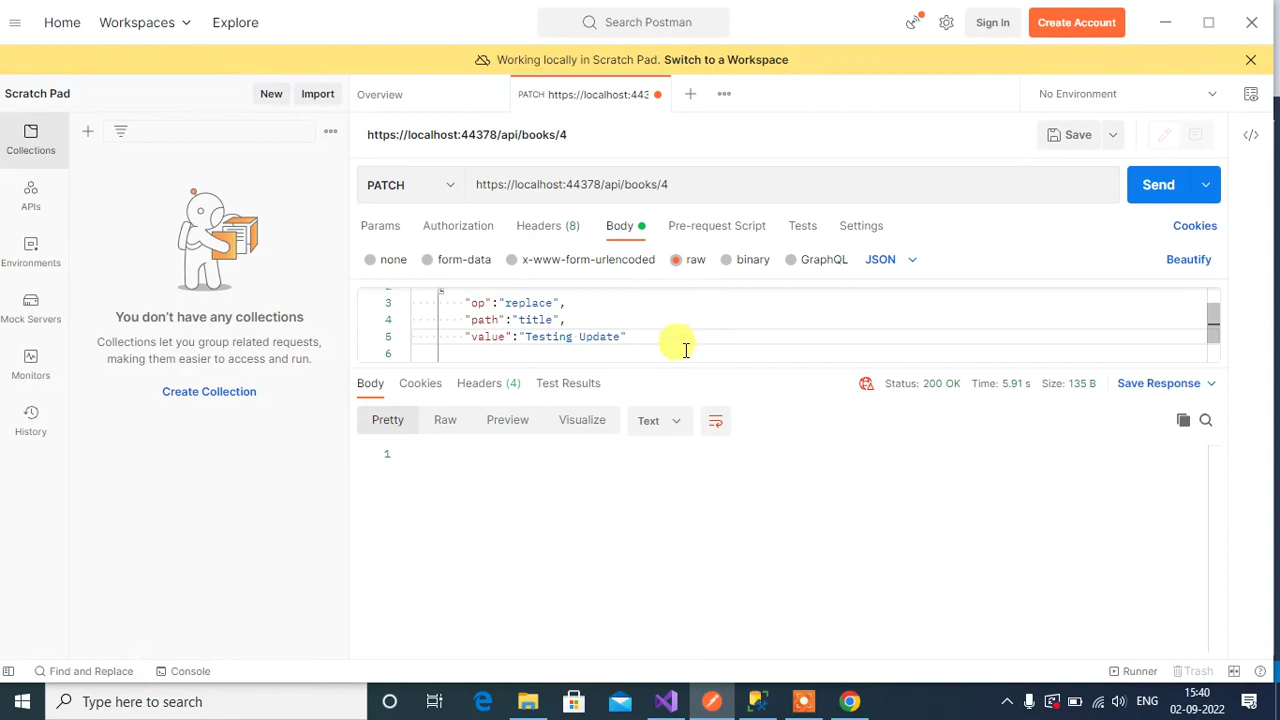 Home Workspaces Explore Search Postman Sign In Create Account
Working locally in Scratch Pad. Switch to a Workspace
Scratch Pad New Import Overview PATCH https://localhost:443 No Environment
https://localhost:44378/api/books/4 Save
Collections
PATCH https://localhost:44378/api/books/4 Send
APIs
Params Authorization Headers (8) Body Pre-request Script Tests Settings Cookies
Environments
none form-data x-www-form-urlencoded raw binary GraphQL JSON Beautify
Mock Servers
3 "op":"replace",
4 "path":"title",
5 "value":"Testing Update"
6
You don't have any collections
Collections let you group related requests,
making them easier to access and run.
Create Collection
Monitors
History
Body Cookies Headers (4) Test Results Status: 200 OK Time: 5.91 s Size: 135 B Save Response
Pretty Raw Preview Visualize Text
1
Find and Replace Console Runner Trash
Type here to search ENG 15:40
02-09-2022